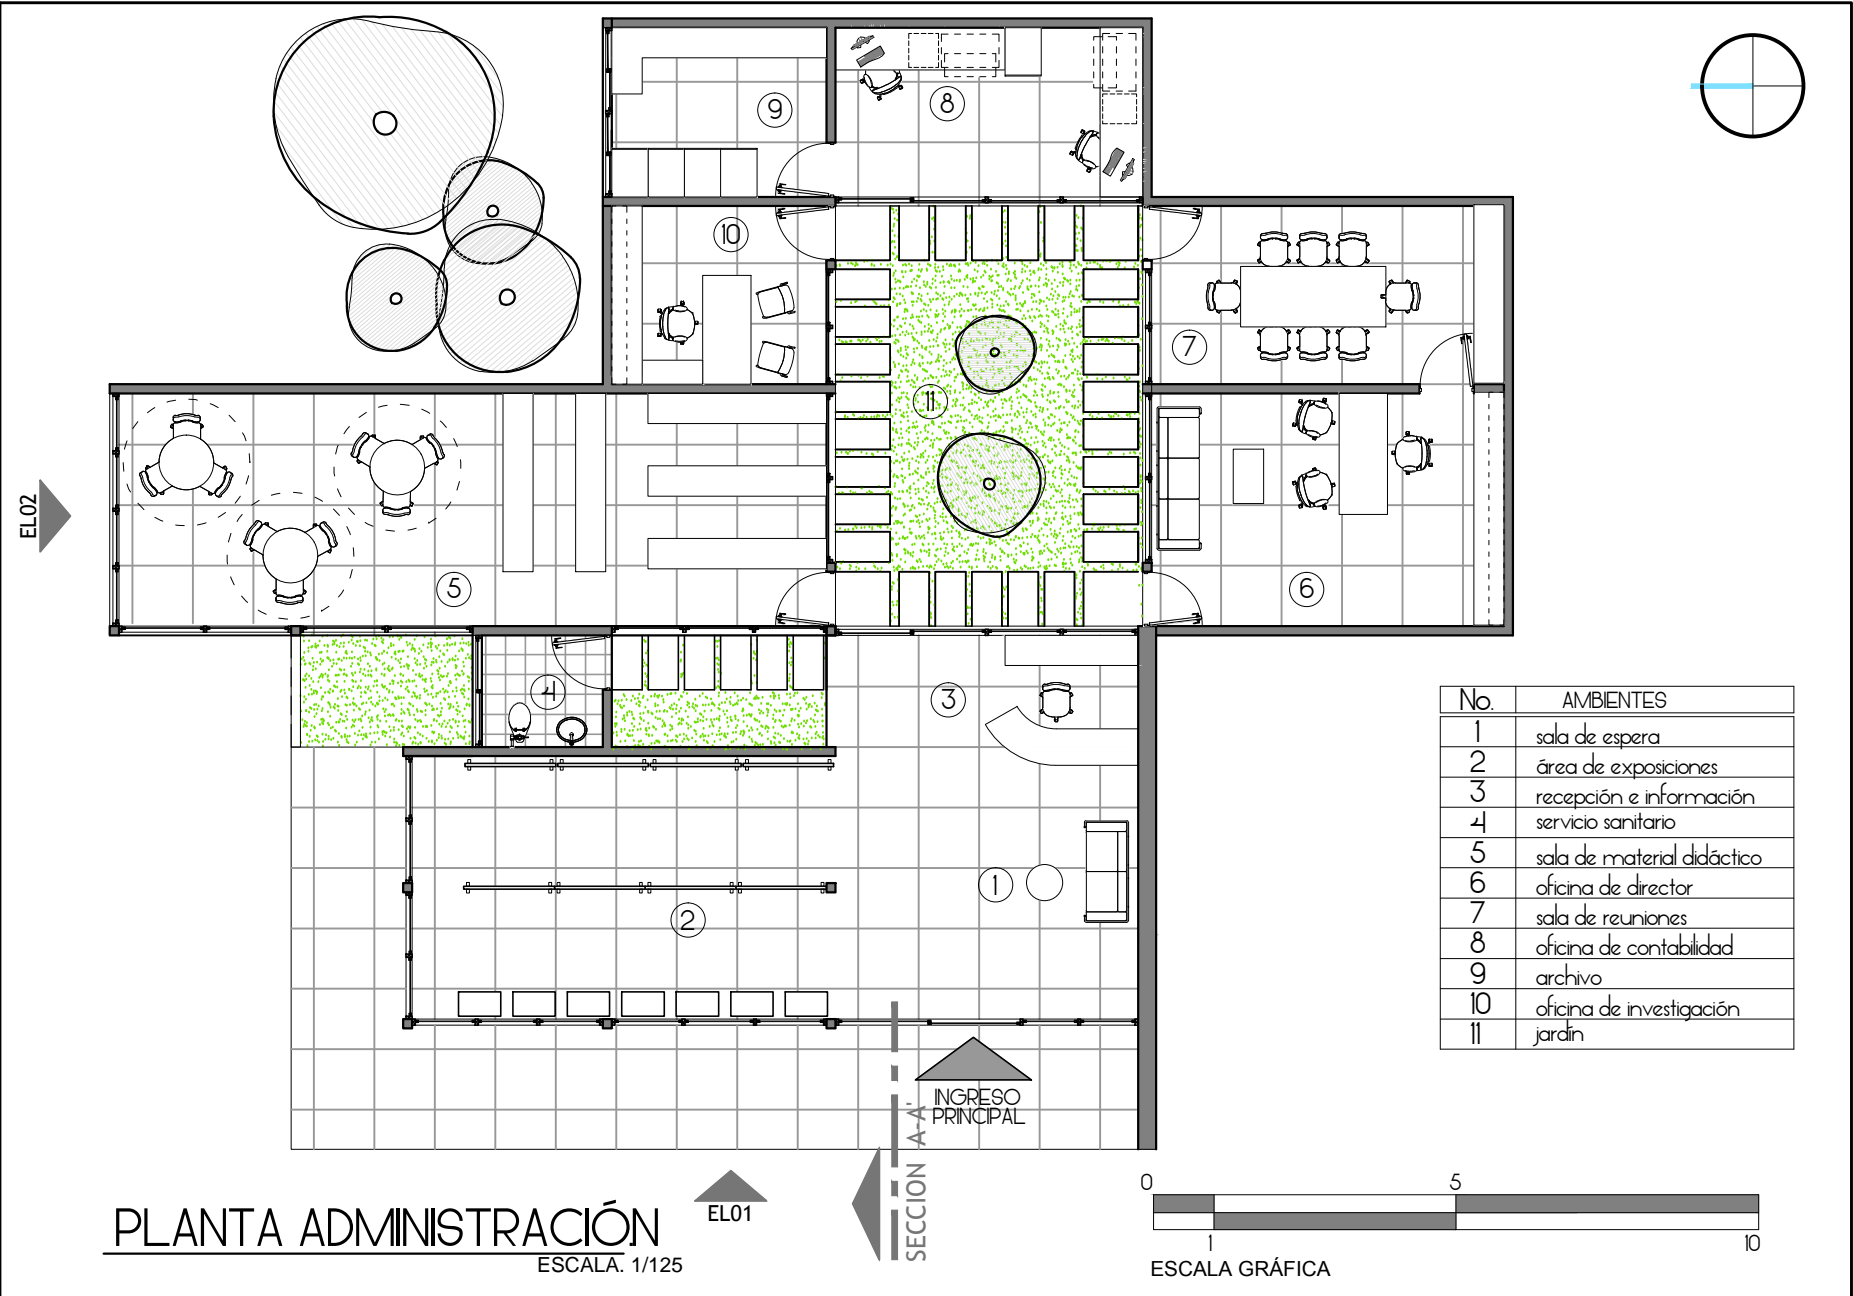 9
8
10
7
11
EL02
5
6
4
3
No. AMBIENTES
1 sala de espera
2 área de exposiciones
3 recepción e información
4 servicio sanitario
5 sala de material didáctico
6 oficina de director
7 sala de reuniones
8 oficina de contabilidad
9 archivo
10 oficina de investigación
11 jardín
1
2
INGRESO
PRINCIPAL
SECCION A-A'
EL01
PLANTA ADMINISTRACIÓN
ESCALA. 1/125
0 5
1 10
ESCALA GRÁFICA